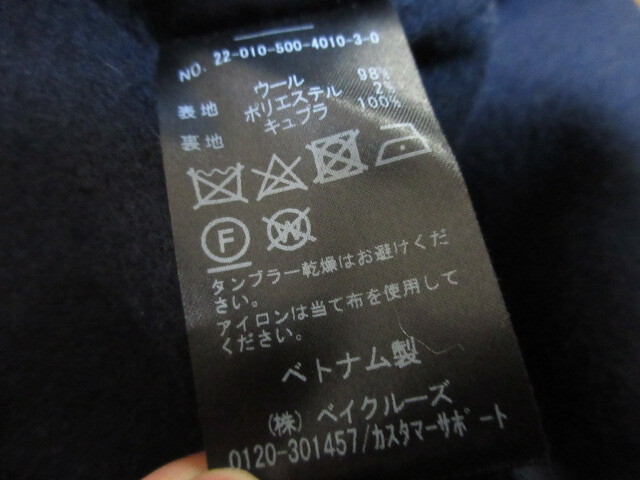 NO. 22-010-500-4010-3-0
表地 ウール 98%
ポリエステル 2%
裏地 キュプラ 100%
F W
タンブラー乾燥はお避けくだ
さい。
アイロンは当て布を使用して
ください。
ベトナム製
(株) ベイクルーズ
0120-301457/カスタマーサポート